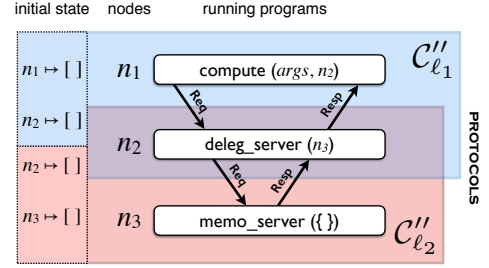 initial state nodes running programs
n₁ ↦ [ ] n₁ compute (args, n₂) 𝒞″ℓ₁
Req Resp
n₂ ↦ [ ]
n₂ deleg_server (n₃)
n₂ ↦ [ ]
Req Resp
n₃ ↦ [ ] n₃ memo_server ({ }) 𝒞″ℓ₂
PROTOCOLS